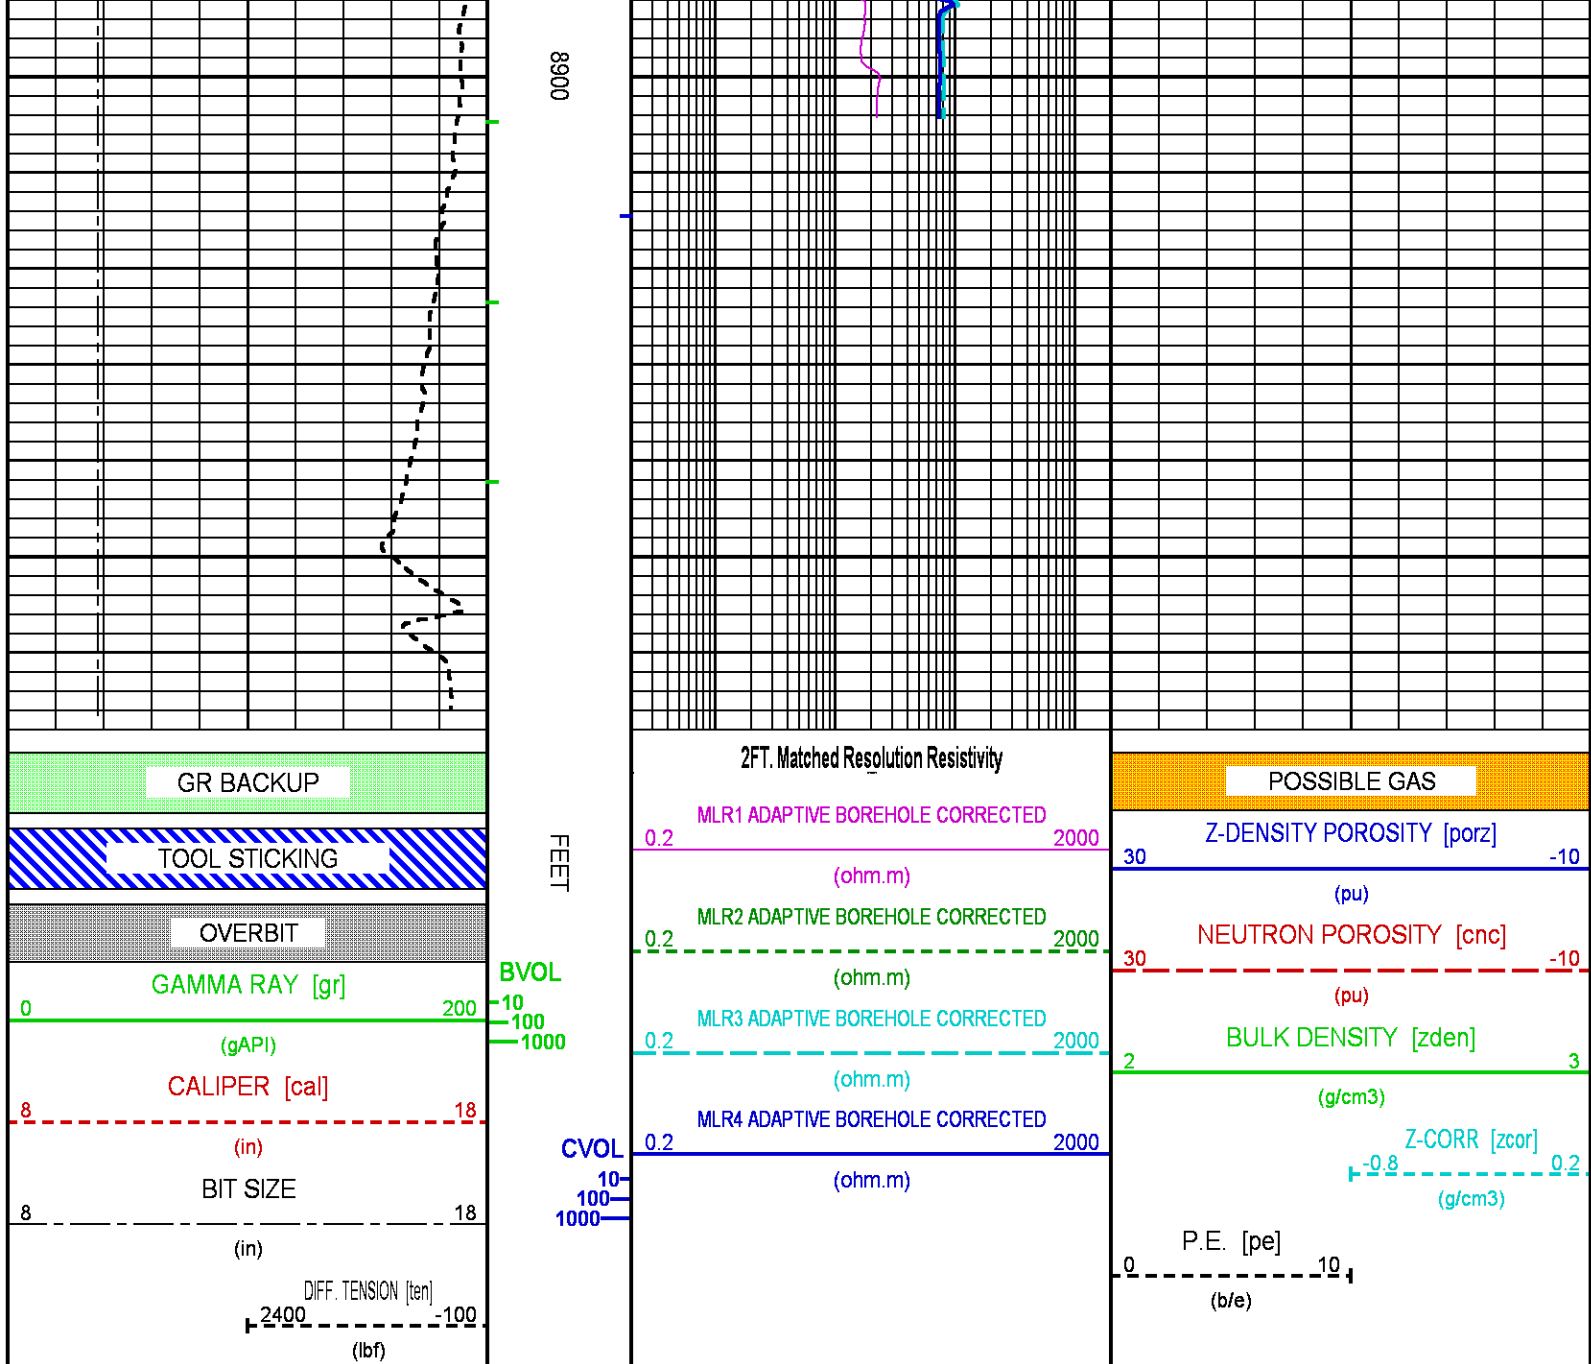 8900
FEET
GR BACKUP
TOOL STICKING
OVERBIT
GAMMA RAY [gr]
0 200
(gAPI)
CALIPER [cal]
8 18
(in)
BIT SIZE
8 18
(in)
DIFF. TENSION [ten]
2400 -100
(lbf)
BVOL
10
100
1000
CVOL
10
100
1000
2FT. Matched Resolution Resistivity
MLR1 ADAPTIVE BOREHOLE CORRECTED
0.2 2000
(ohm.m)
MLR2 ADAPTIVE BOREHOLE CORRECTED
0.2 2000
(ohm.m)
MLR3 ADAPTIVE BOREHOLE CORRECTED
0.2 2000
(ohm.m)
MLR4 ADAPTIVE BOREHOLE CORRECTED
0.2 2000
(ohm.m)
POSSIBLE GAS
Z-DENSITY POROSITY [porz]
30 -10
(pu)
NEUTRON POROSITY [cnc]
30 -10
(pu)
BULK DENSITY [zden]
2 3
(g/cm3)
Z-CORR [zcor]
-0.8 0.2
(g/cm3)
P.E. [pe]
0 10
(b/e)